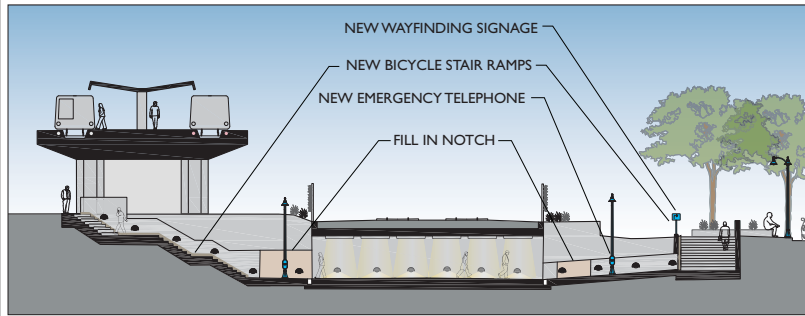 NEW WAYFINDING SIGNAGE
NEW BICYCLE STAIR RAMPS
NEW EMERGENCY TELEPHONE
FILL IN NOTCH